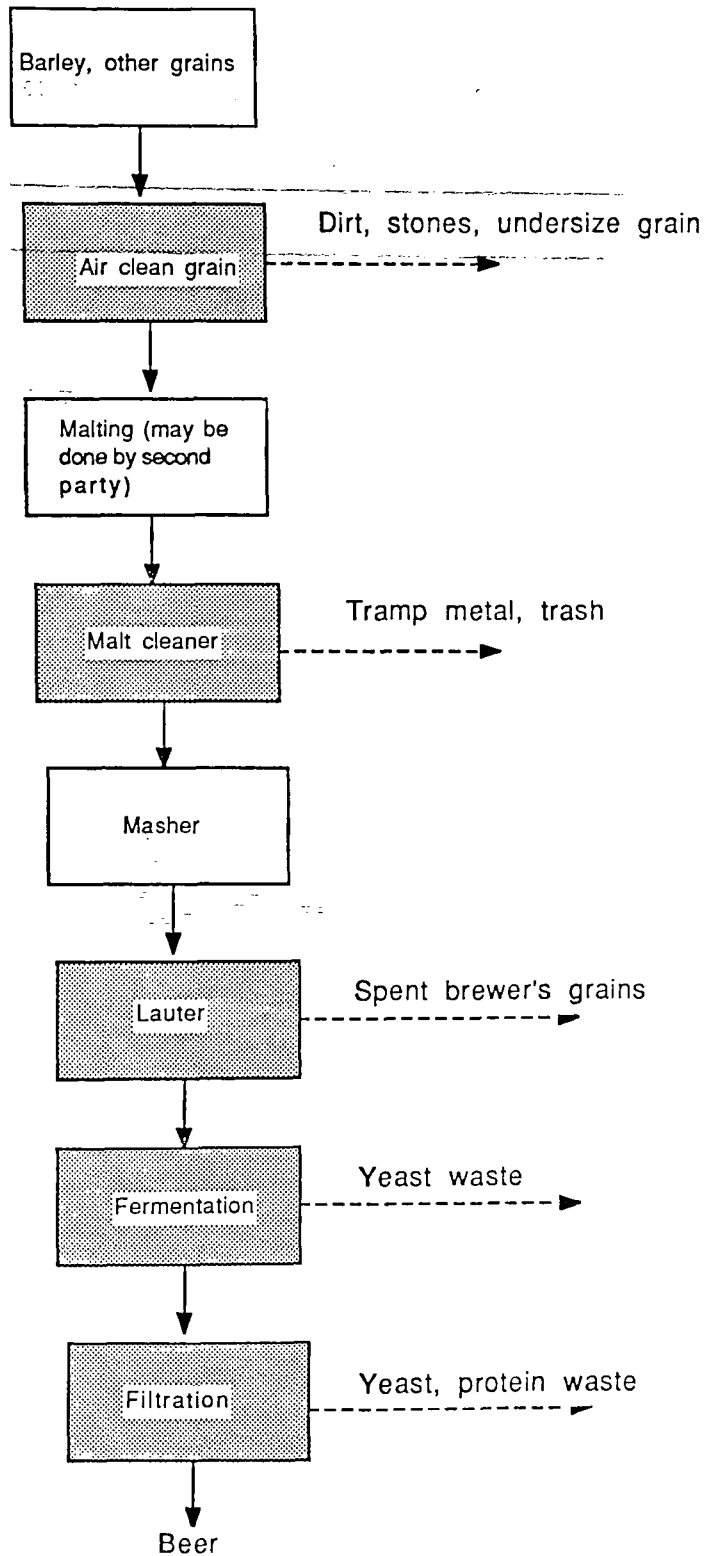 Barley, other grains
Dirt, stones, undersize grain
Air clean grain
Malting (may be
done by second
party)
Tramp metal, trash
Malt cleaner
Masher
Spent brewer's grains
Lauter
Yeast waste
Fermentation
Yeast, protein waste
Filtration
Beer